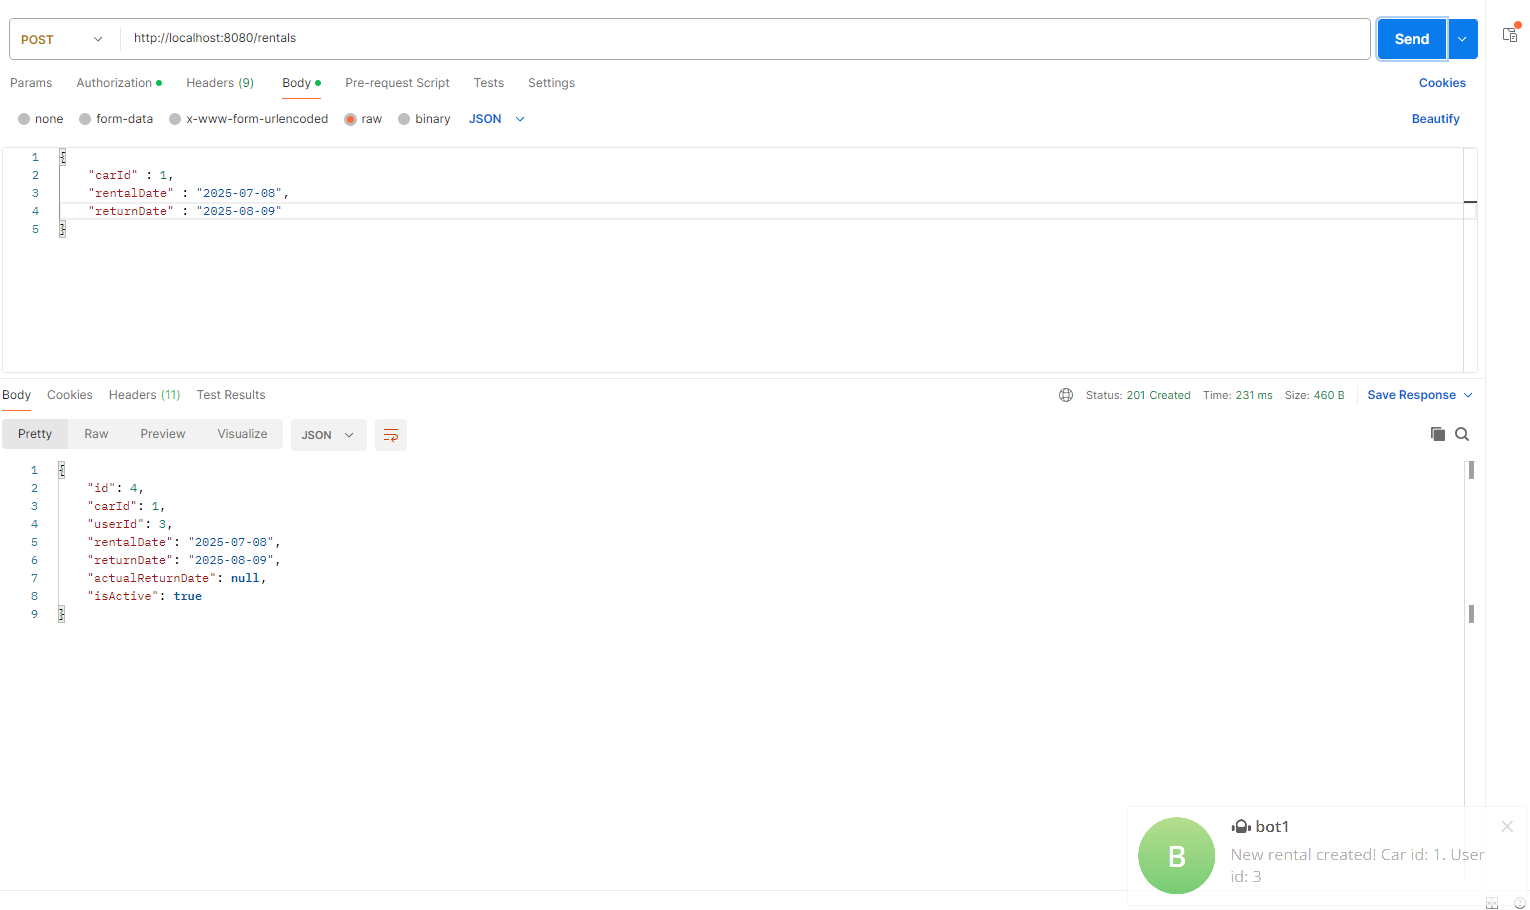 POST http://localhost:8080/rentals Send
Params Authorization Headers (9) Body Pre-request Script Tests Settings Cookies
none form-data x-www-form-urlencoded raw binary JSON Beautify
1 {
2 "carId" : 1,
3 "rentalDate" : "2025-07-08",
4 "returnDate" : "2025-08-09"
5 }
Body Cookies Headers (11) Test Results Status: 201 Created Time: 231 ms Size: 460 B Save Response
Pretty Raw Preview Visualize JSON
1 {
2 "id": 4,
3 "carId": 1,
4 "userId": 3,
5 "rentalDate": "2025-07-08",
6 "returnDate": "2025-08-09",
7 "actualReturnDate": null,
8 "isActive": true
9 }
B
bot1
New rental created! Car id: 1. User
id: 3